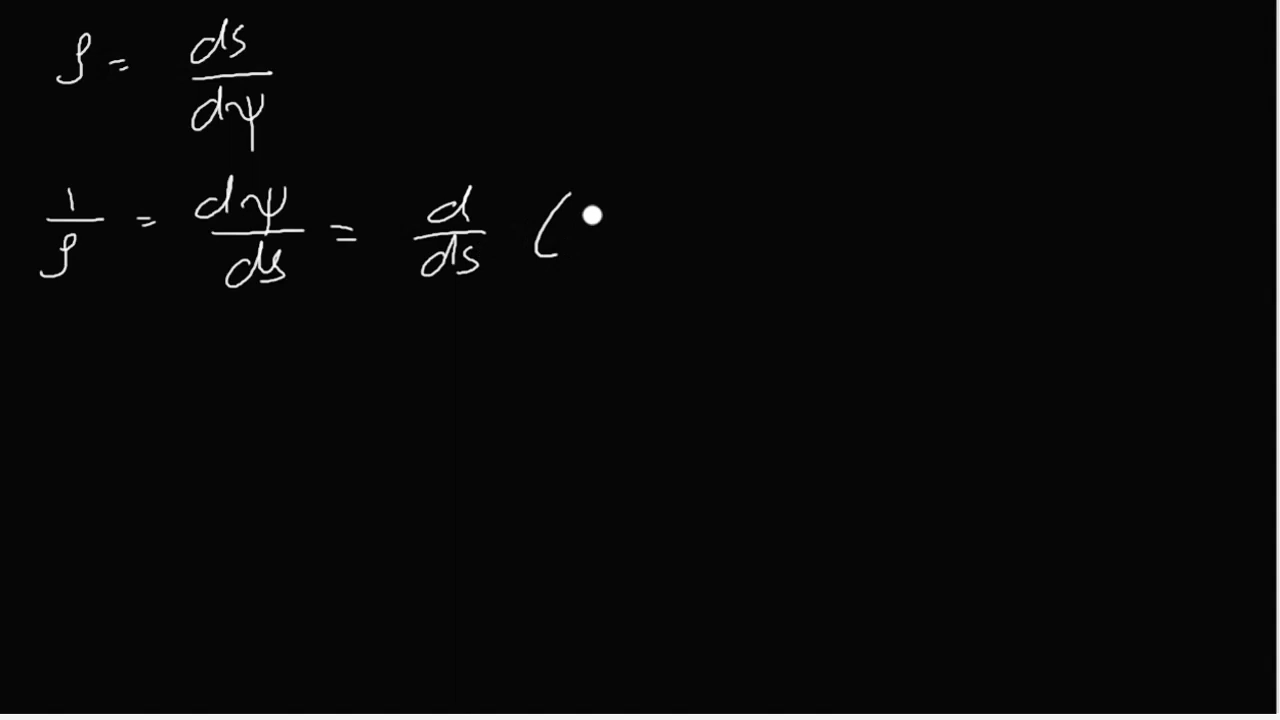 ρ = ds/dψ
1/ρ = dψ/ds = d/ds (